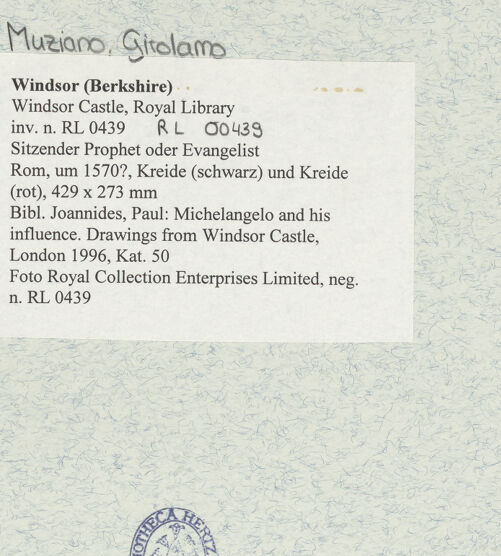 Muziano, Girolamo
Windsor (Berkshire)
Windsor Castle, Royal Library
inv. n. RL 0439 RL 00439
Sitzender Prophet oder Evangelist
Rom, um 1570?, Kreide (schwarz) und Kreide
(rot), 429 x 273 mm
Bibl. Joannides, Paul: Michelangelo and his
influence. Drawings from Windsor Castle,
London 1996, Kat. 50
Foto Royal Collection Enterprises Limited, neg.
n. RL 0439
IOTHECA HERTZ